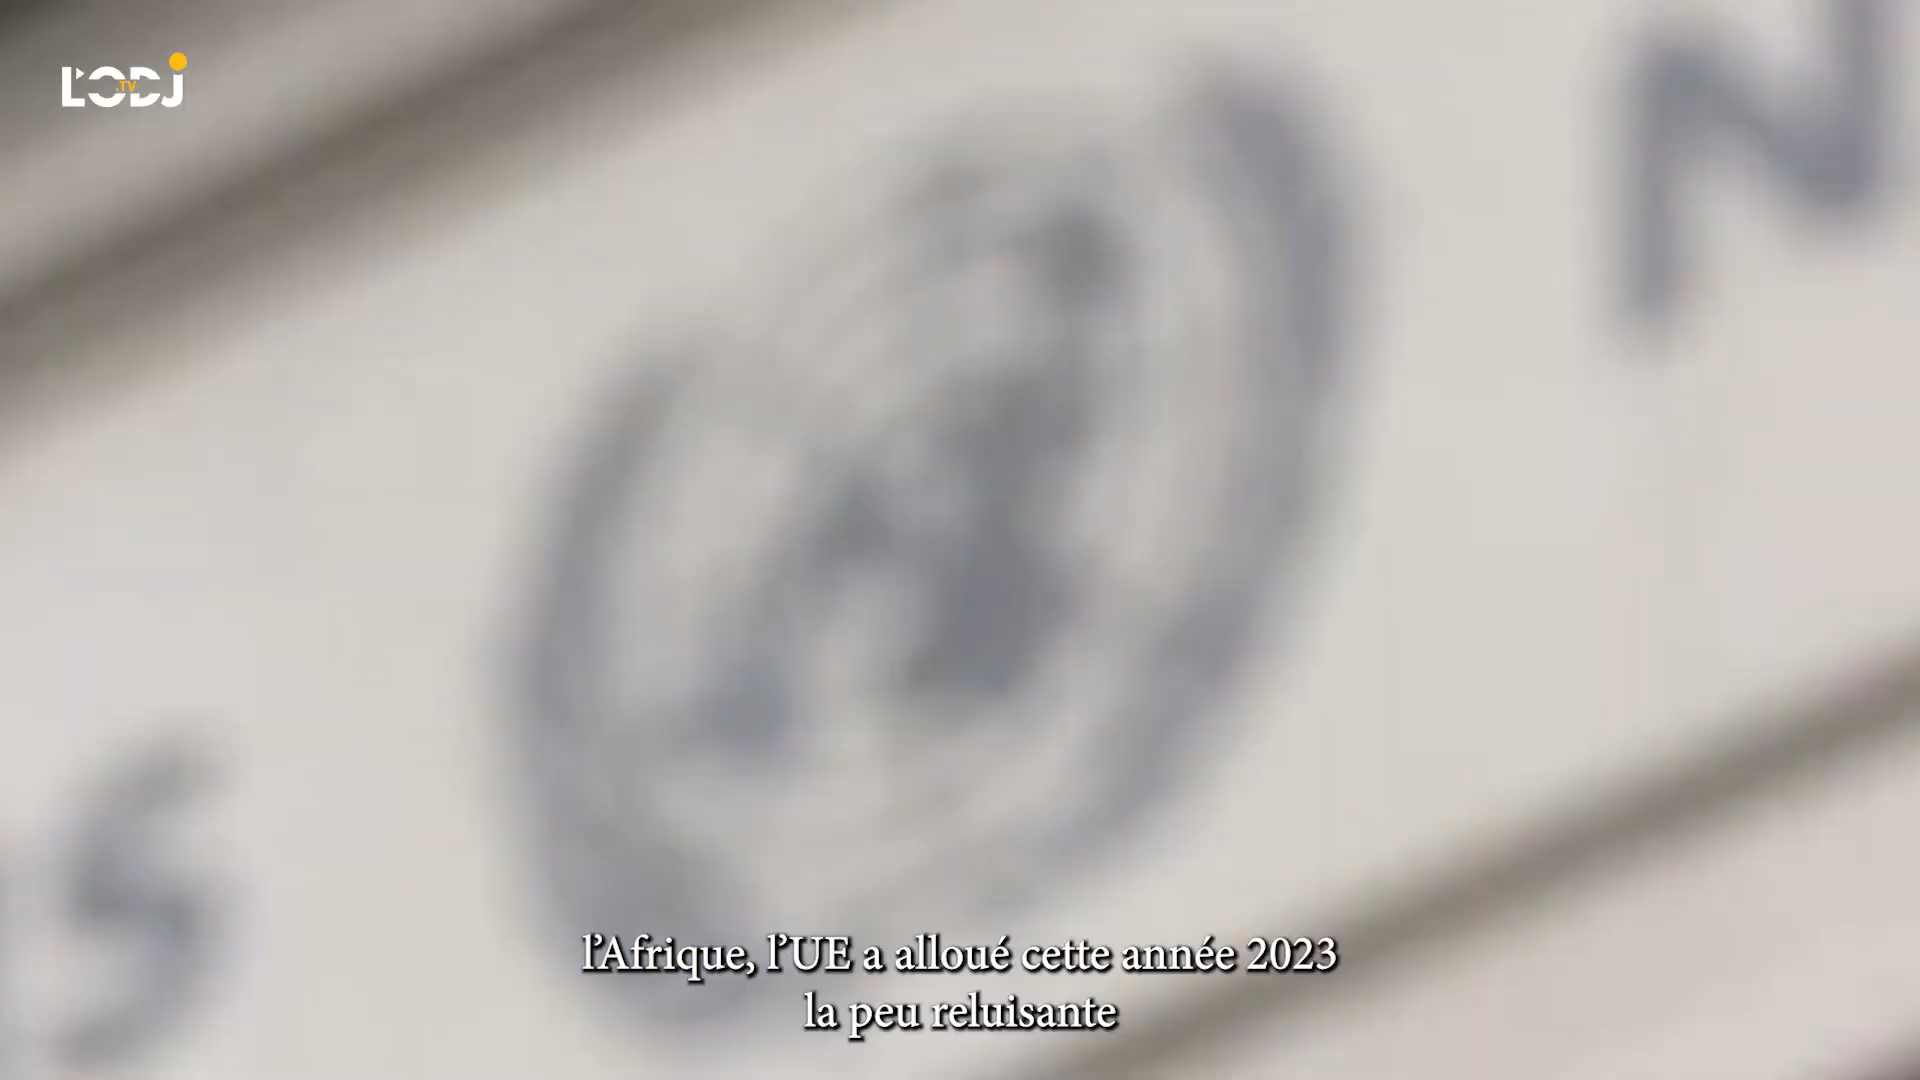 L'ODJ
.TV
N
S
l'Afrique, l'UE a alloué cette année 2023
la peu reluisante